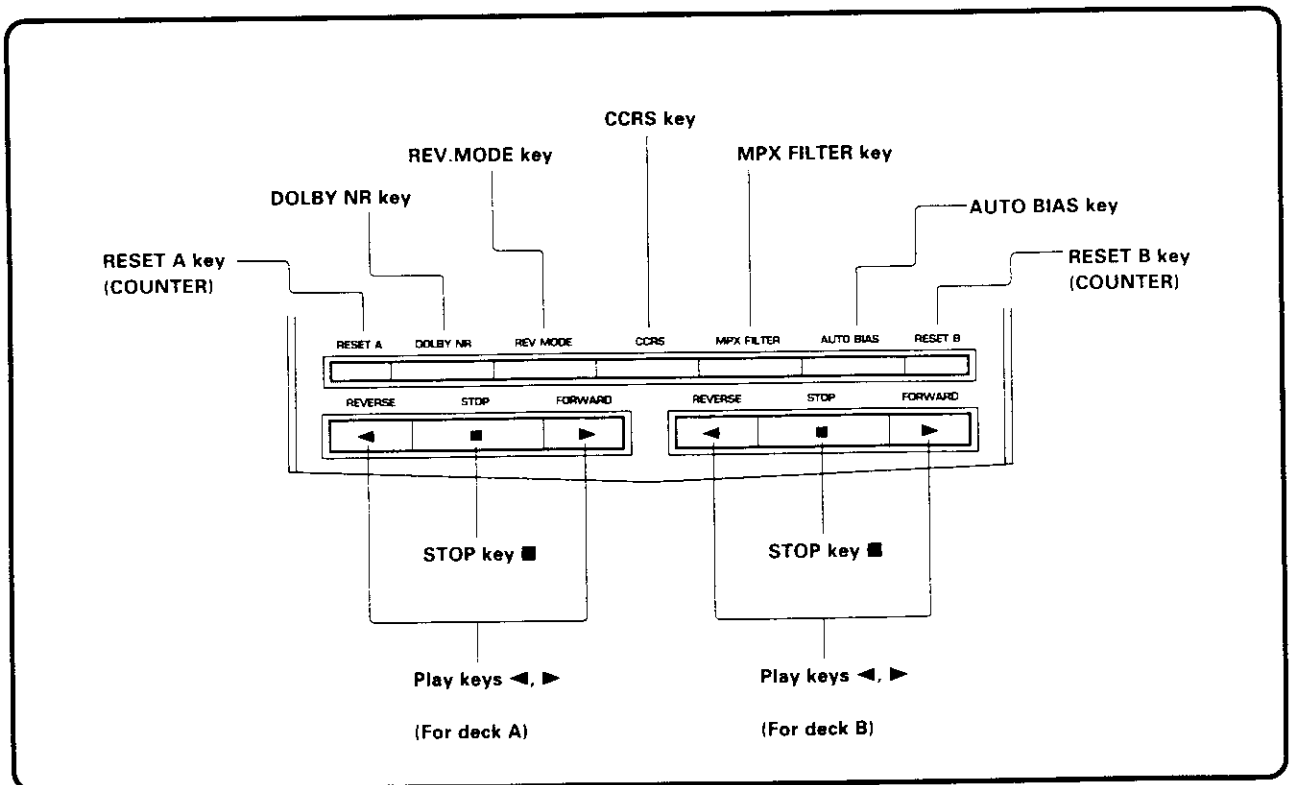 CCRS key
REV.MODE key
MPX FILTER key
DOLBY NR key
AUTO BIAS key
RESET A key
(COUNTER)
RESET B key
(COUNTER)
RESET A DOLBY NR REV MODE CCRS MPX FILTER AUTO BIAS RESET B
REVERSE STOP FORWARD REVERSE STOP FORWARD
◄ ■ ► ◄ ■ ►
STOP key ■
STOP key ■
Play keys ◄, ►
(For deck A)
Play keys ◄, ►
(For deck B)